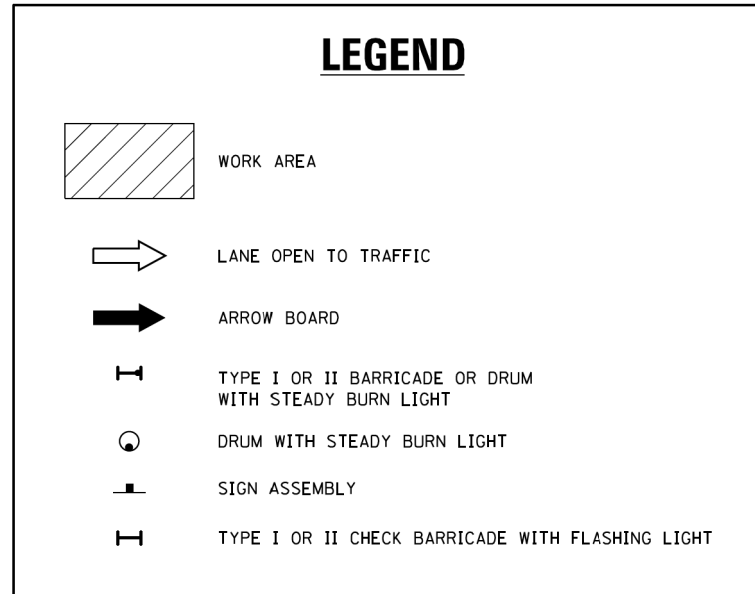 LEGEND
WORK AREA
LANE OPEN TO TRAFFIC
ARROW BOARD
TYPE I OR II BARRICADE OR DRUM
WITH STEADY BURN LIGHT
DRUM WITH STEADY BURN LIGHT
SIGN ASSEMBLY
TYPE I OR II CHECK BARRICADE WITH FLASHING LIGHT